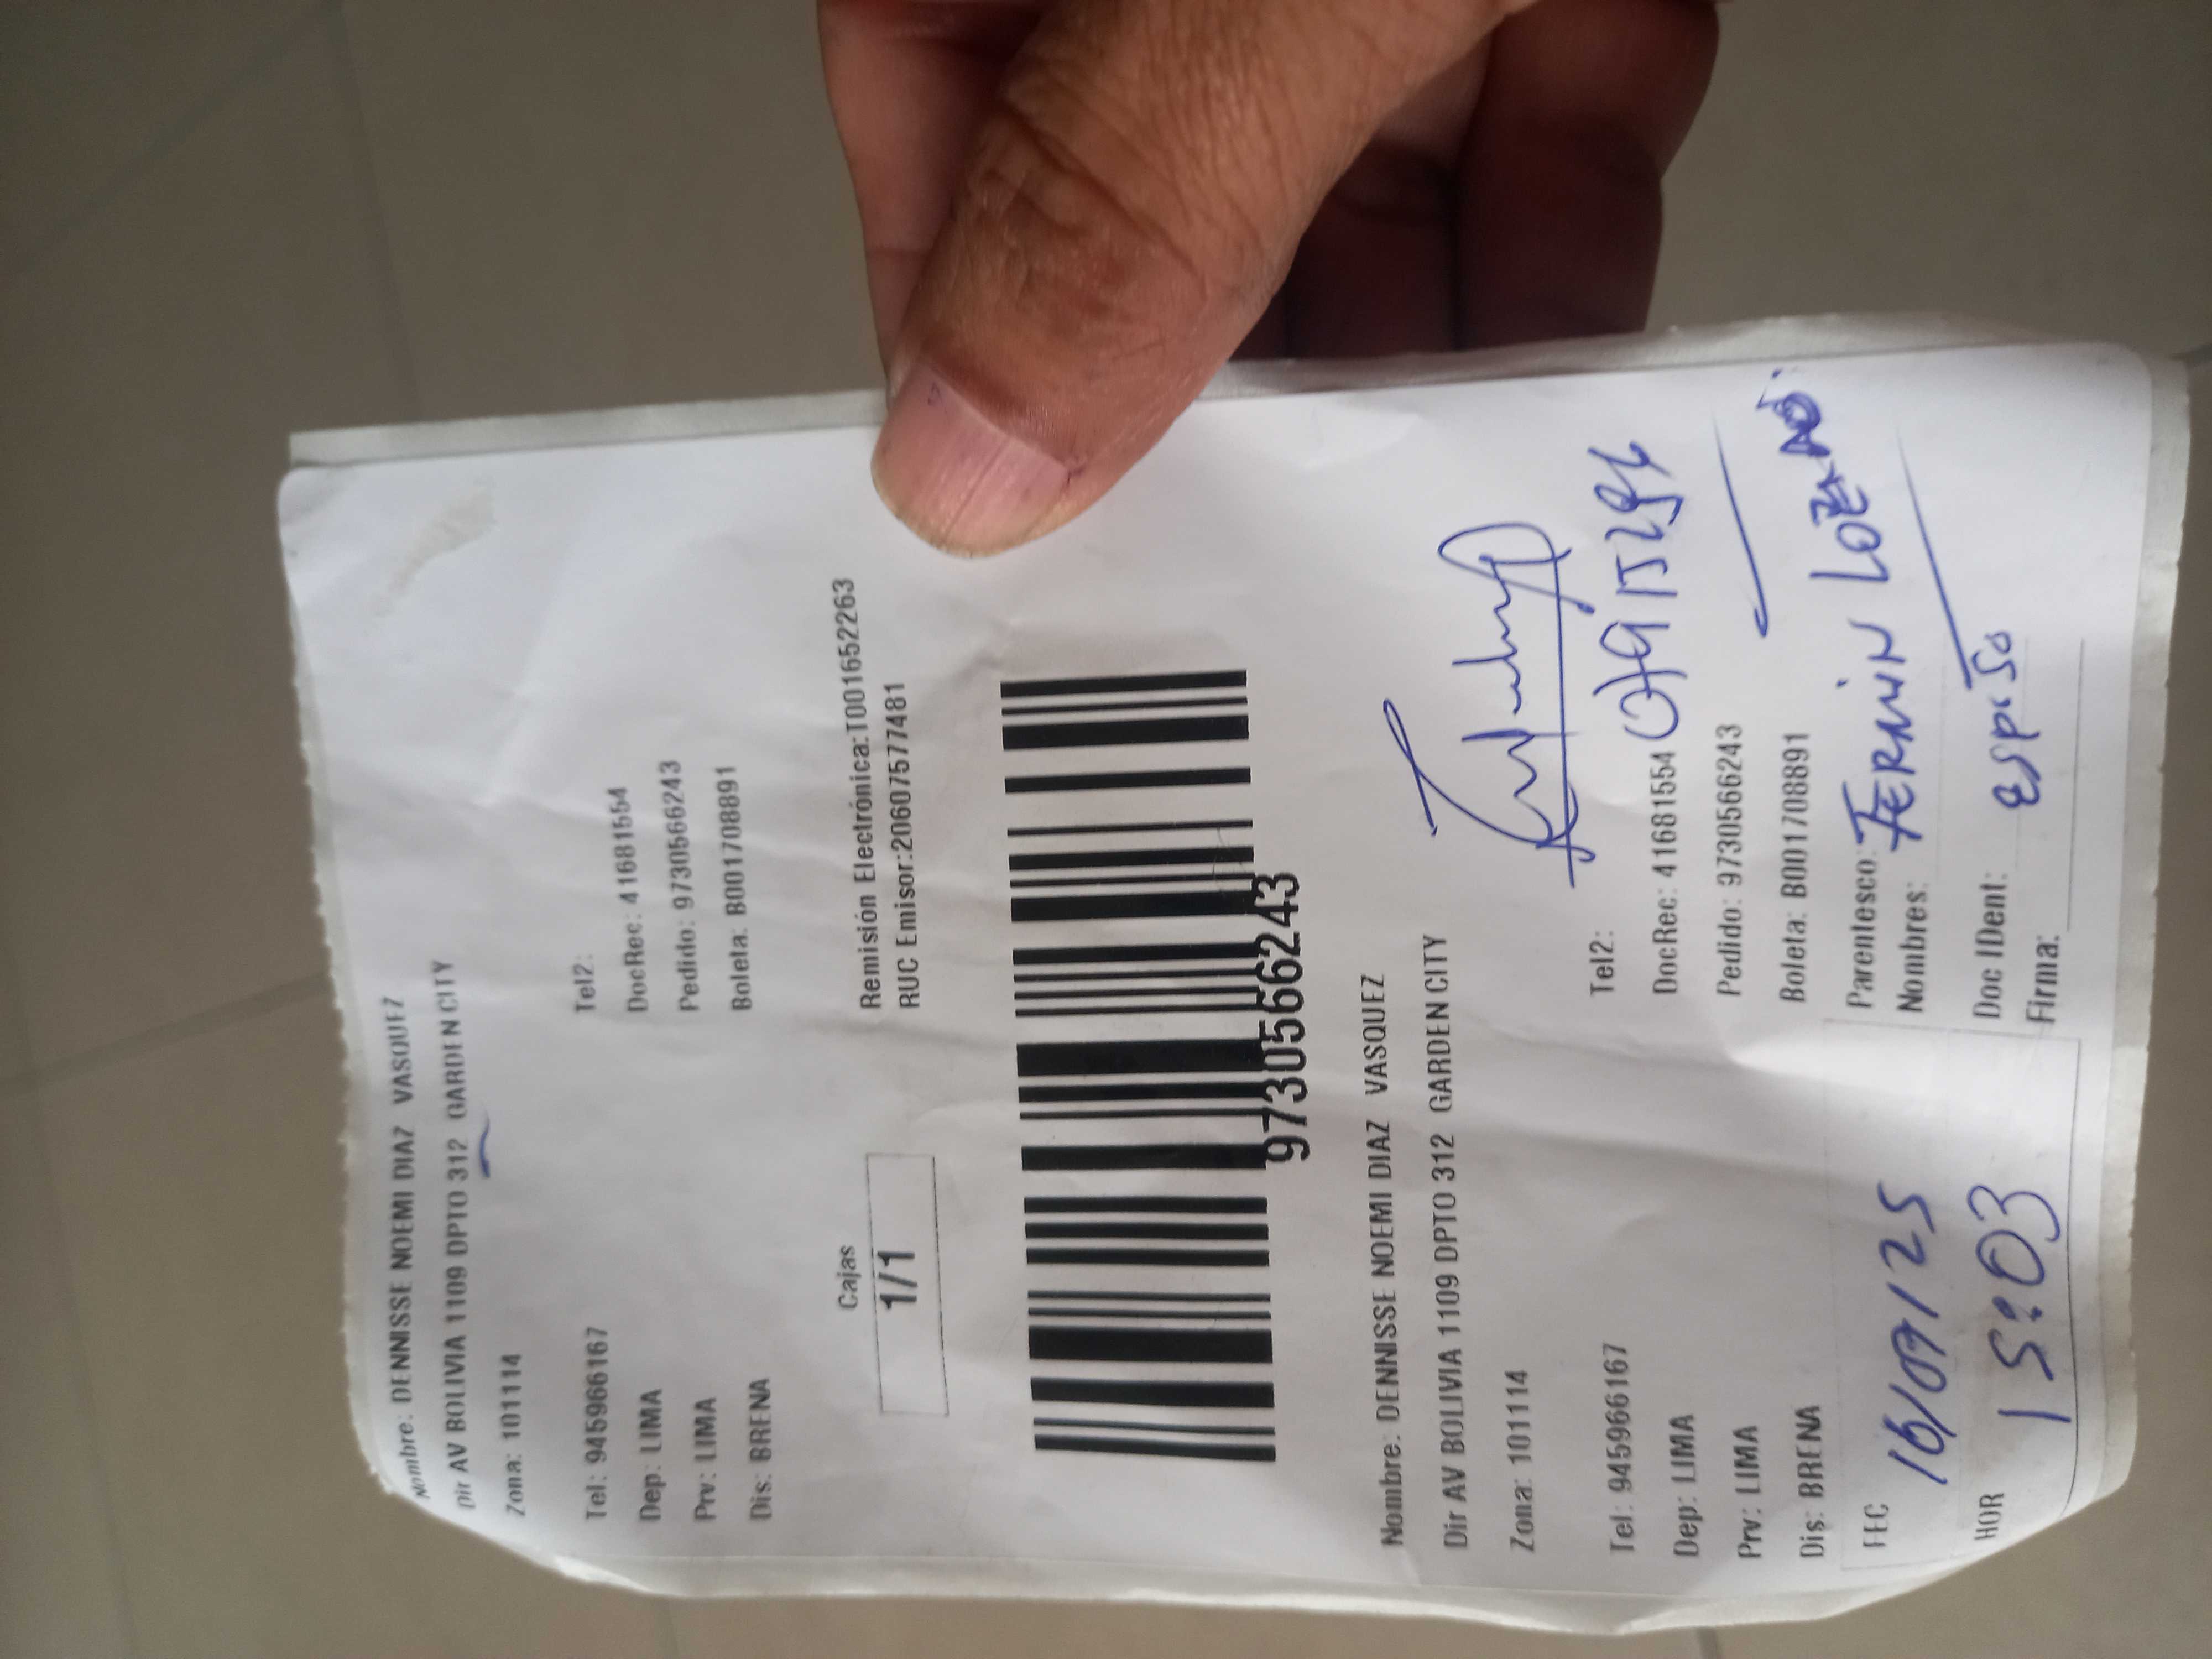 Nombre: DENNISSE NOEMI DIAZ VASQUEZ
Dir AV BOLIVIA 1109 DPTO 312 GARDEN CITY
Zona: 101114
Tel: 945966167
Tel2:
Dep: LIMA
DocRec: 41681554
Prv: LIMA
Pedido: 97305566243
Dis: BRENA
Boleta: B001708891
Cajas
1/1
Remisión Electrónica:T001652263
RUC Emisor:20607577481
97305566243
Nombre: DENNISSE NOEMI DIAZ VASQUEZ
Dir AV BOLIVIA 1109 DPTO 312 GARDEN CITY
Zona: 101114
Tel: 945966167
Tel2:
Dep: LIMA
DocRec: 41681554
Prv: LIMA
Pedido: 97305566243
Dis: BRENA
Boleta: B001708891
FEC 16/09/25
Parentesco:
Nombres: FERMIN
HOR 15:03
Doc IDent: esposo
Firma: